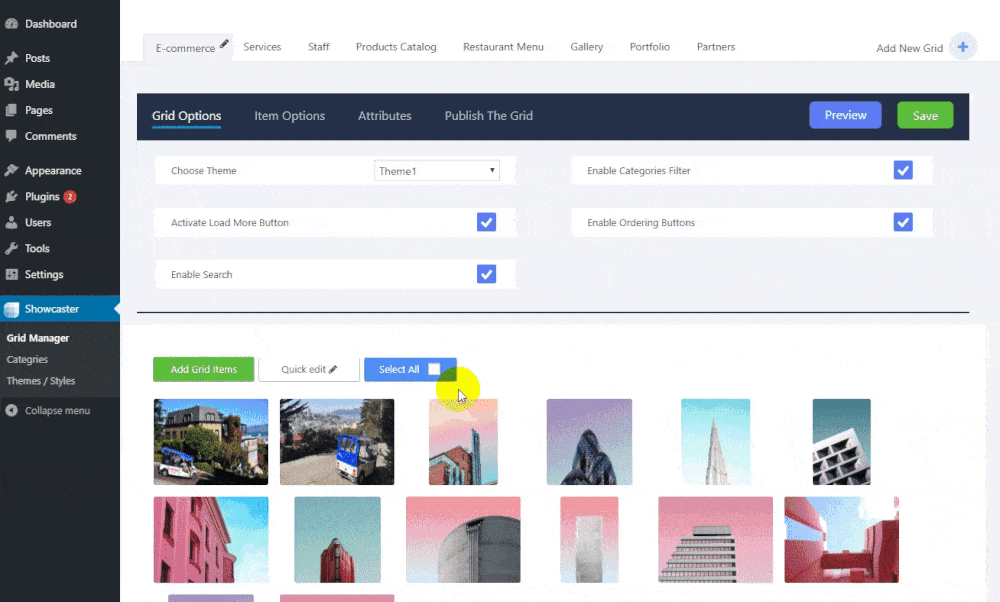 Dashboard
Posts
Media
Pages
Comments
Appearance
Plugins 2
Users
Tools
Settings
Showcaster
Grid Manager
Categries
Themes / Styles
Collapse menu
E-commerce Services Staff Products Catalog Restaurant Menu Gallery Portfolio Partners Add New Grid +
Grid Options Item Options Attributes Publish The Grid Preview Save
Choose Theme Theme1 Enable Categories Filter
Activate Load More Button Enable Ordering Buttons
Enable Search
Add Grid Items Quick edit Select All